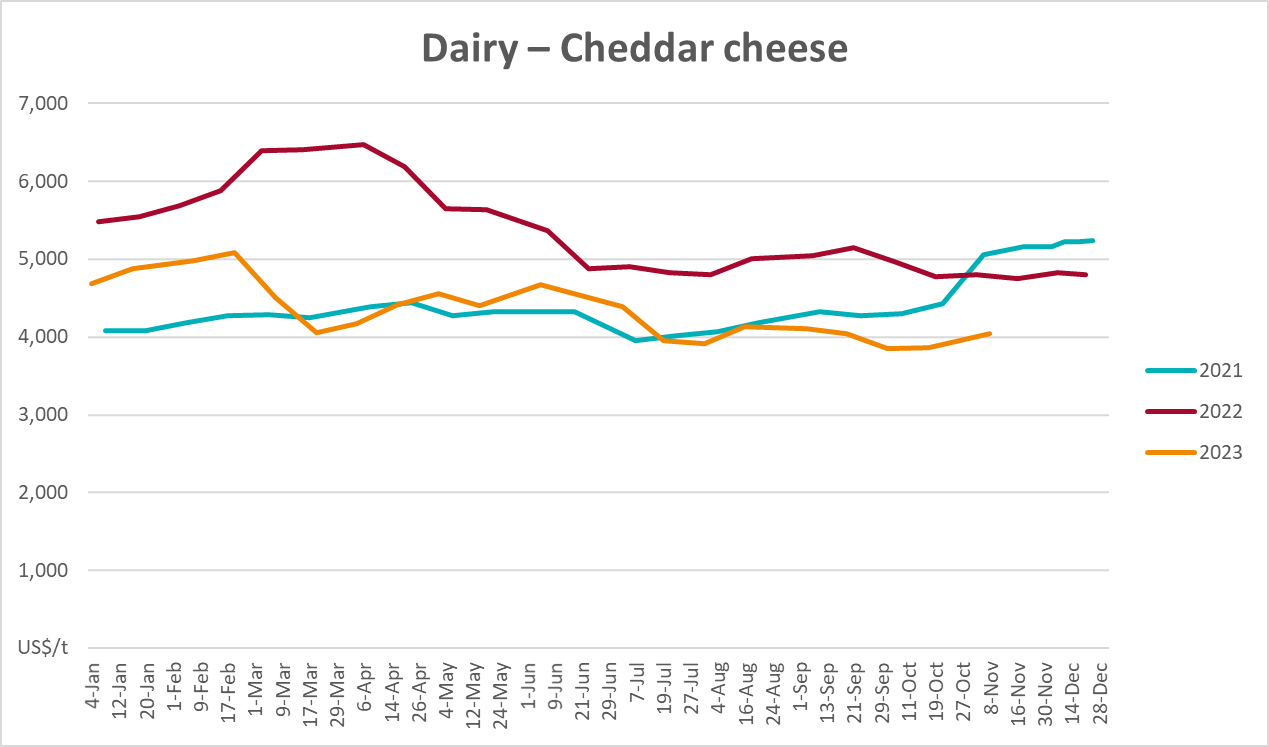 Dairy – Cheddar cheese
7,000
6,000
5,000
4,000
3,000
2,000
1,000
US$/t
4-Jan
12-Jan
20-Jan
1-Feb
9-Feb
17-Feb
1-Mar
9-Mar
17-Mar
29-Mar
6-Apr
14-Apr
26-Apr
4-May
12-May
24-May
1-Jun
9-Jun
21-Jun
29-Jun
7-Jul
19-Jul
27-Jul
4-Aug
16-Aug
24-Aug
1-Sep
13-Sep
21-Sep
29-Sep
11-Oct
19-Oct
27-Oct
8-Nov
16-Nov
30-Nov
14-Dec
28-Dec
2021
2022
2023